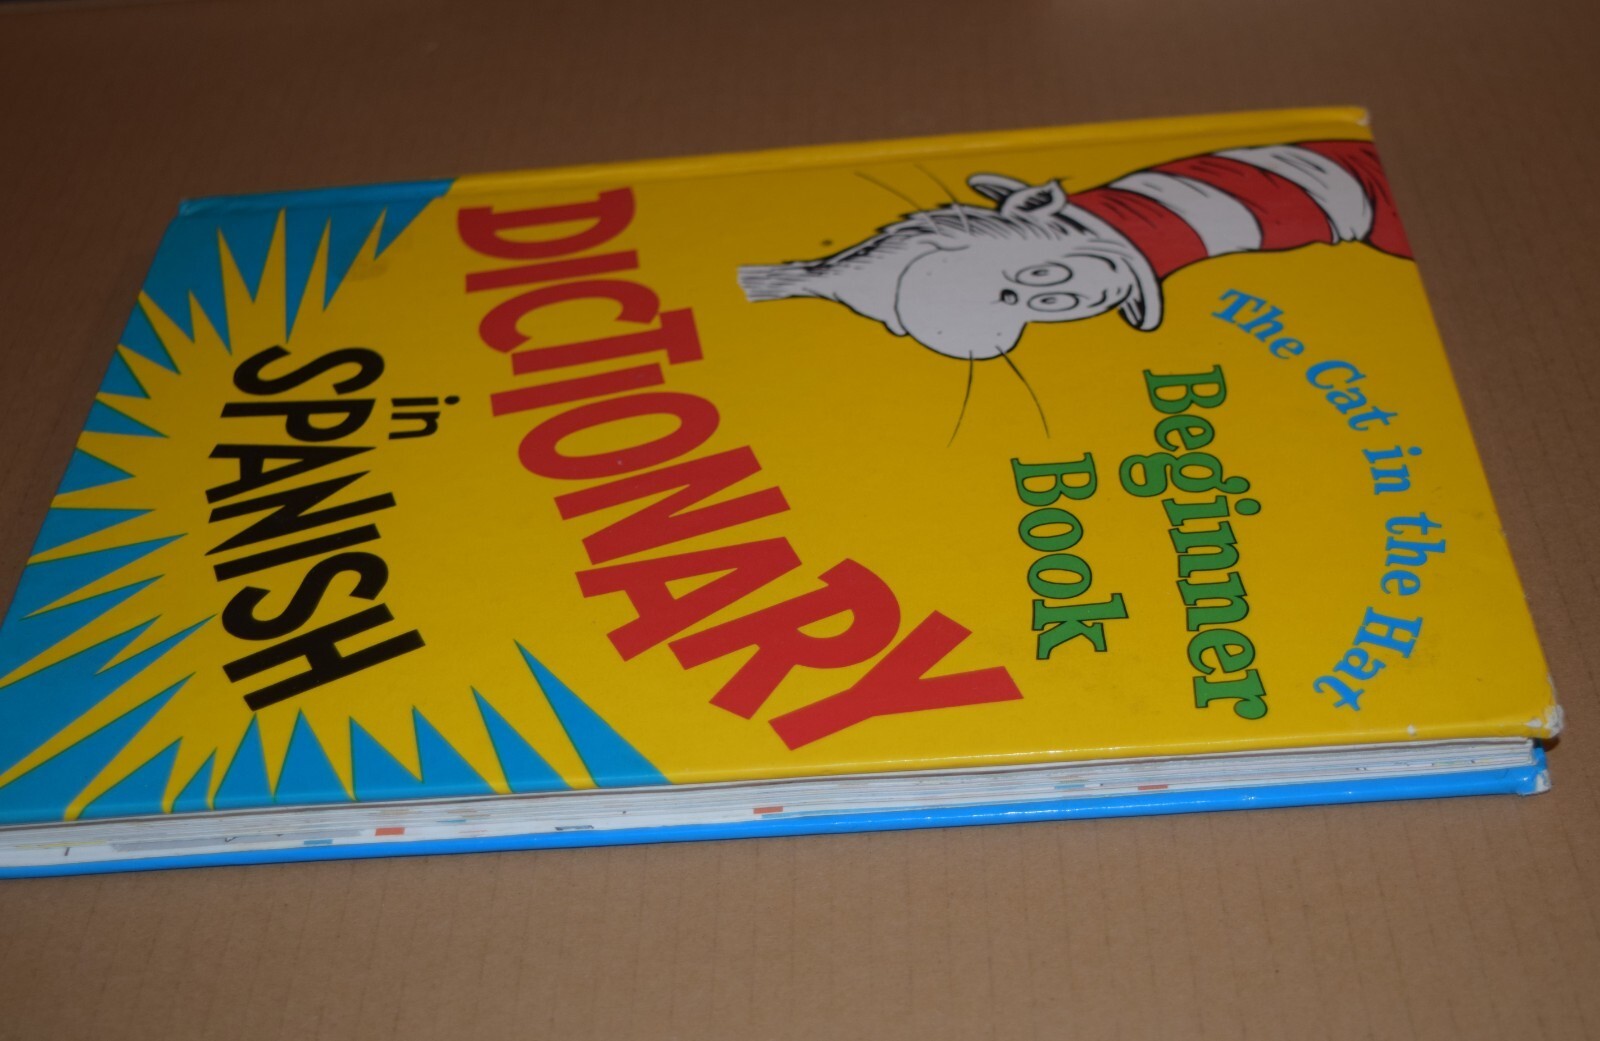 The Cat in the Hat
Beginner
Book
DICTIONARY
in
SPANISH